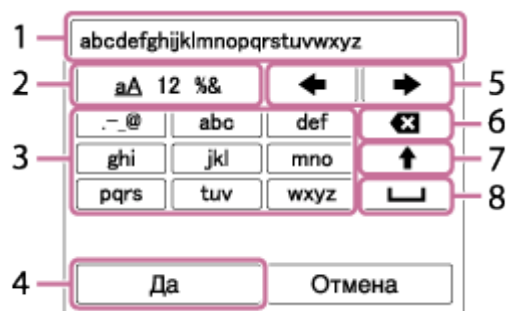 1 abcdefghijklmnopqrstuvwxyz
2 aA 12 %& 5
.-_@ abc def 6
3 ghi jkl mno 7
pqrs tuv wxyz 8
4 Да Отмена